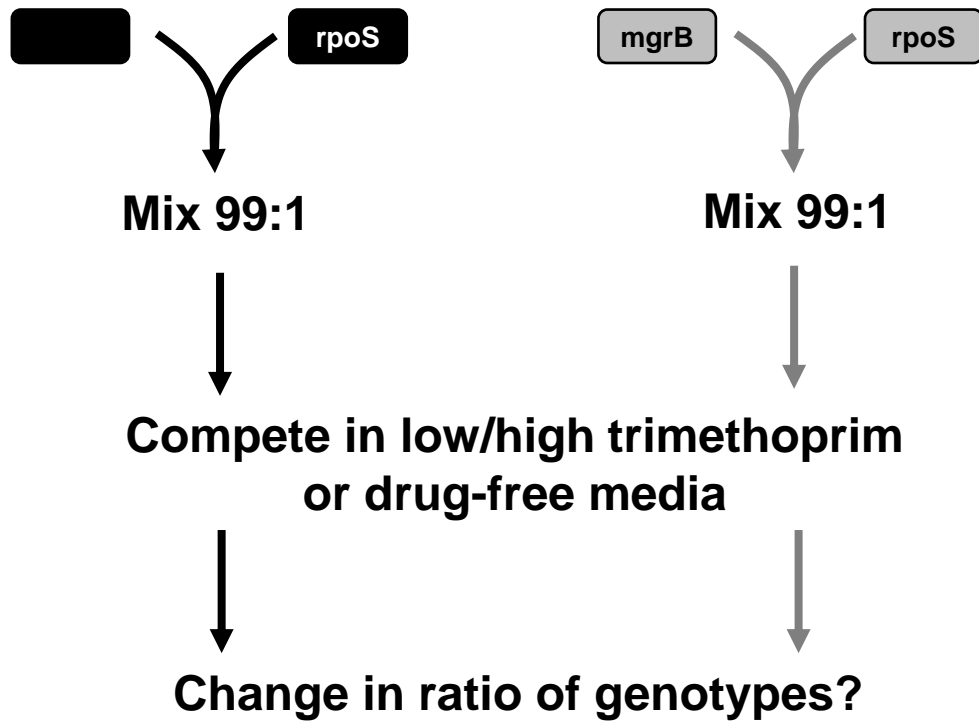 rpoS
mgrB
rpoS
Mix 99:1
Mix 99:1
Compete in low/high trimethoprim
or drug-free media
Change in ratio of genotypes?